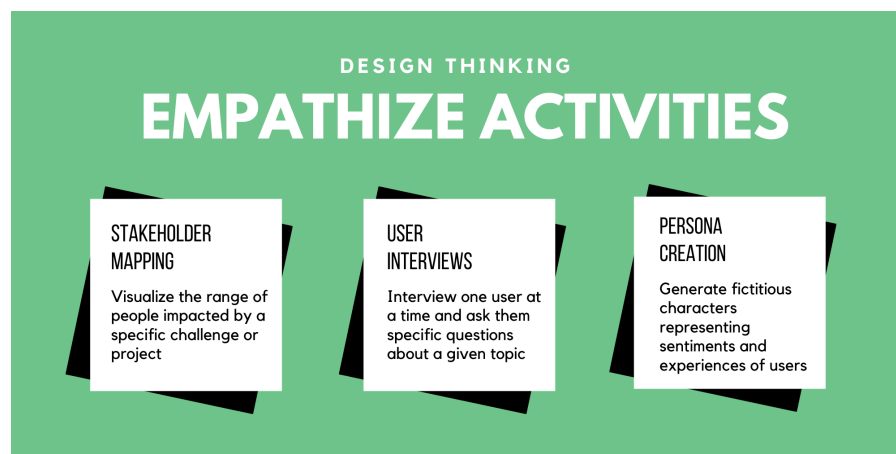 DESIGN THINKING
EMPATHIZE ACTIVITIES
STAKEHOLDER
MAPPING
Visualize the range of
people impacted by a
specific challenge or
project
USER
INTERVIEWS
Interview one user at
a time and ask them
specific questions
about a given topic
PERSONA
CREATION
Generate fictitious
characters
representing
sentiments and
experiences of users